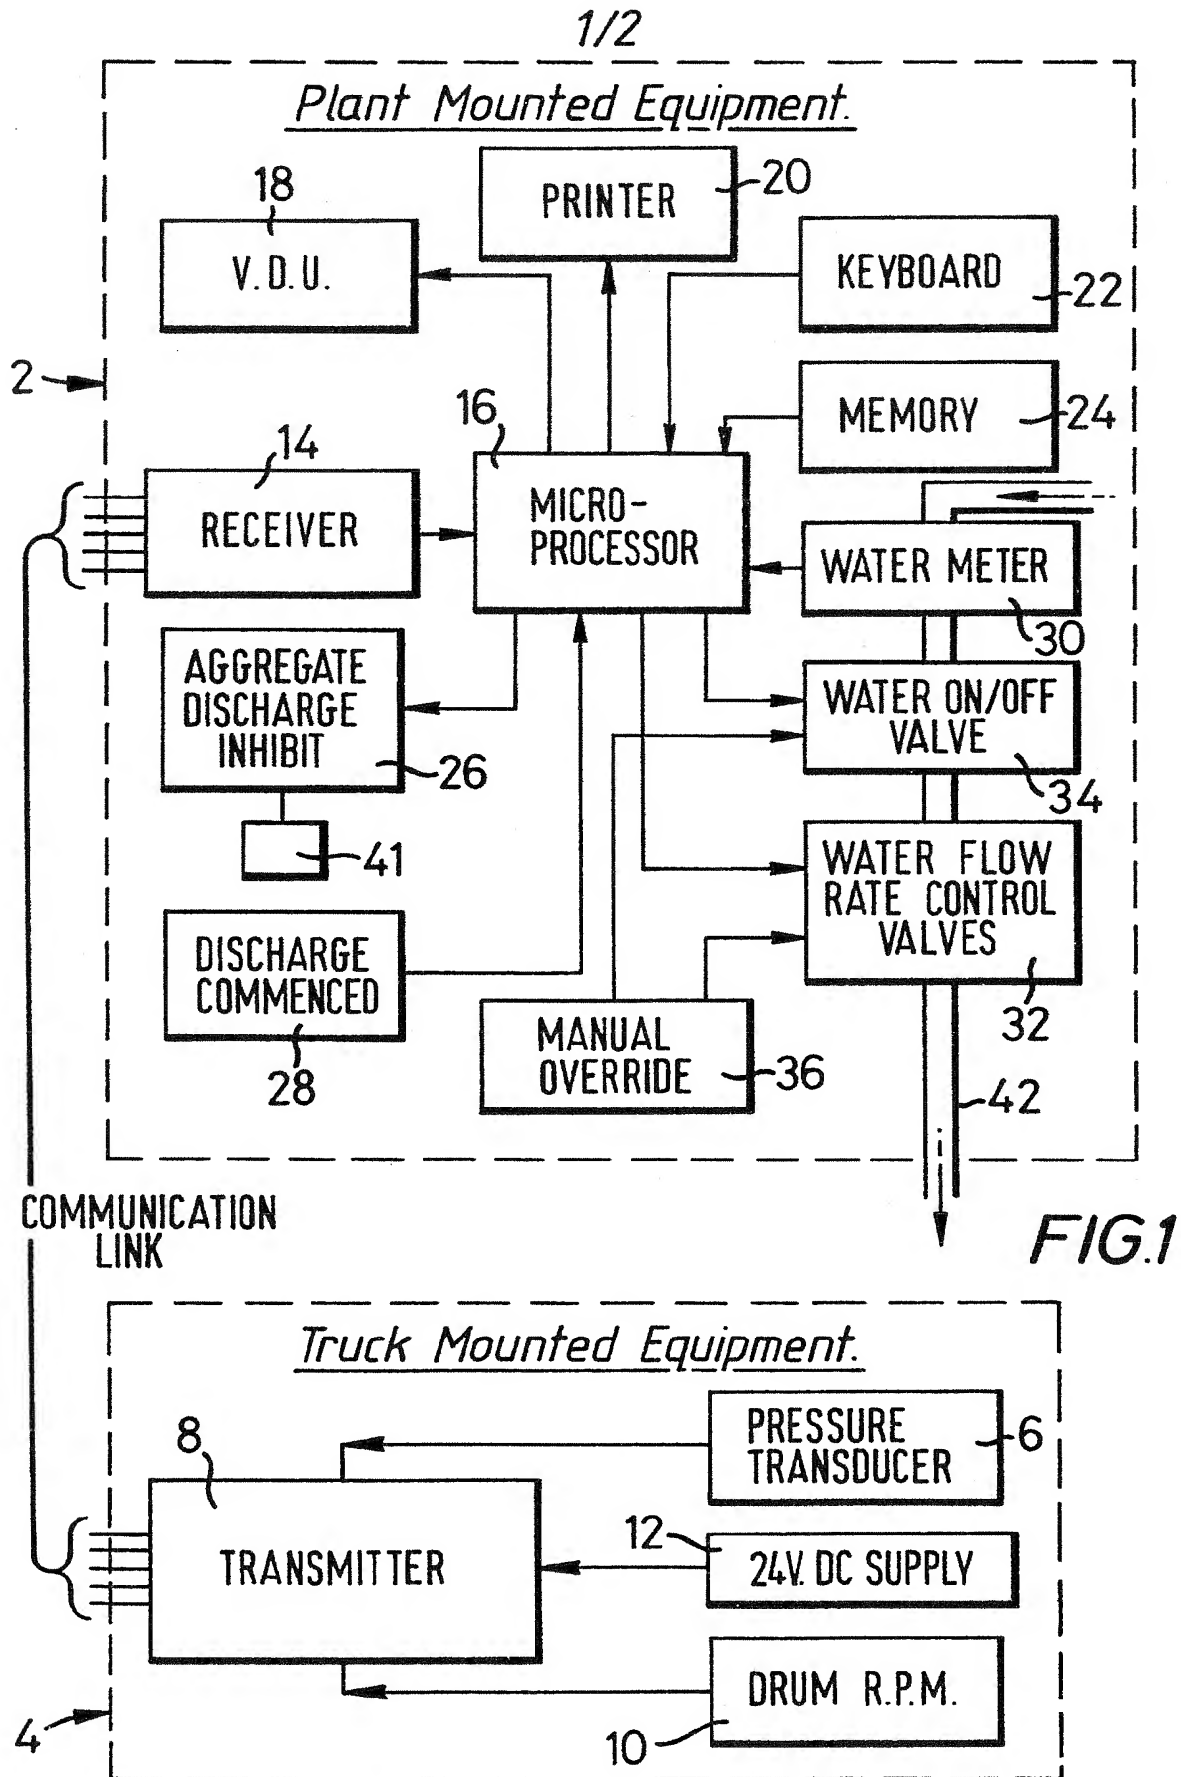 1/2
Plant Mounted Equipment.
PRINTER
20
18
V.D.U.
KEYBOARD
22
2
MEMORY
24
16
14
RECEIVER
MICRO-
PROCESSOR
WATER METER
30
AGGREGATE
DISCHARGE
INHIBIT
26
WATER ON/OFF
VALVE
34
41
WATER FLOW
RATE CONTROL
VALVES
32
DISCHARGE
COMMENCED
28
MANUAL
OVERRIDE
36
42
COMMUNICATION
LINK
FIG.1
Truck Mounted Equipment.
8
PRESSURE
TRANSDUCER
6
TRANSMITTER
12
24V. DC SUPPLY
DRUM R.P.M.
10
4